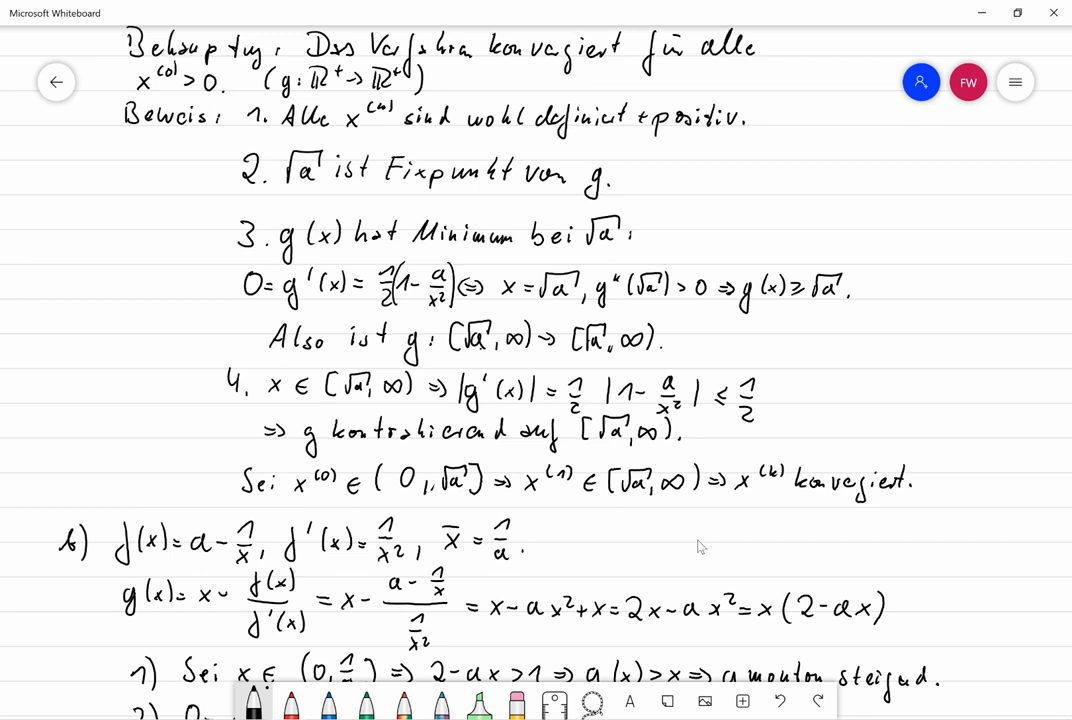 Microsoft Whiteboard
Behauptung: Das Verfahren konvergiert für alle
x^(0) > 0. (g: ℝ⁺ → ℝ⁺)
FW
Beweis: 1. Alle x^(k) sind wohldefiniert + positiv.
2. √a ist Fixpunkt von g.
3. g(x) hat Minimum bei √a:
0 = g'(x) = 1/2(1 - a/x²) ⇔ x = √a, g''(√a) > 0 ⇒ g(x) ≥ √a.
Also ist g: [√a, ∞) → [√a, ∞).
4. x ∈ [√a, ∞) ⇒ |g'(x)| = 1/2 |1 - a/x²| ≤ 1/2
⇒ g kontrahierend auf [√a, ∞).
Sei x^(0) ∈ (0, √a] ⇒ x^(1) ∈ [√a, ∞) ⇒ x^(k) konvergiert.
b) f(x) = a - 1/x, f'(x) = 1/x², x̄ = 1/a.
g(x) = x - f(x)/f'(x) = x - (a - 1/x)/(1/x²) = x - ax² + x = 2x - ax² = x(2 - ax)
1) Sei x ∈ (0, 1/a) ⇒ 2 - ax > 1 ⇒ g(x) > x ⇒ g monoton steigend.
2)
A